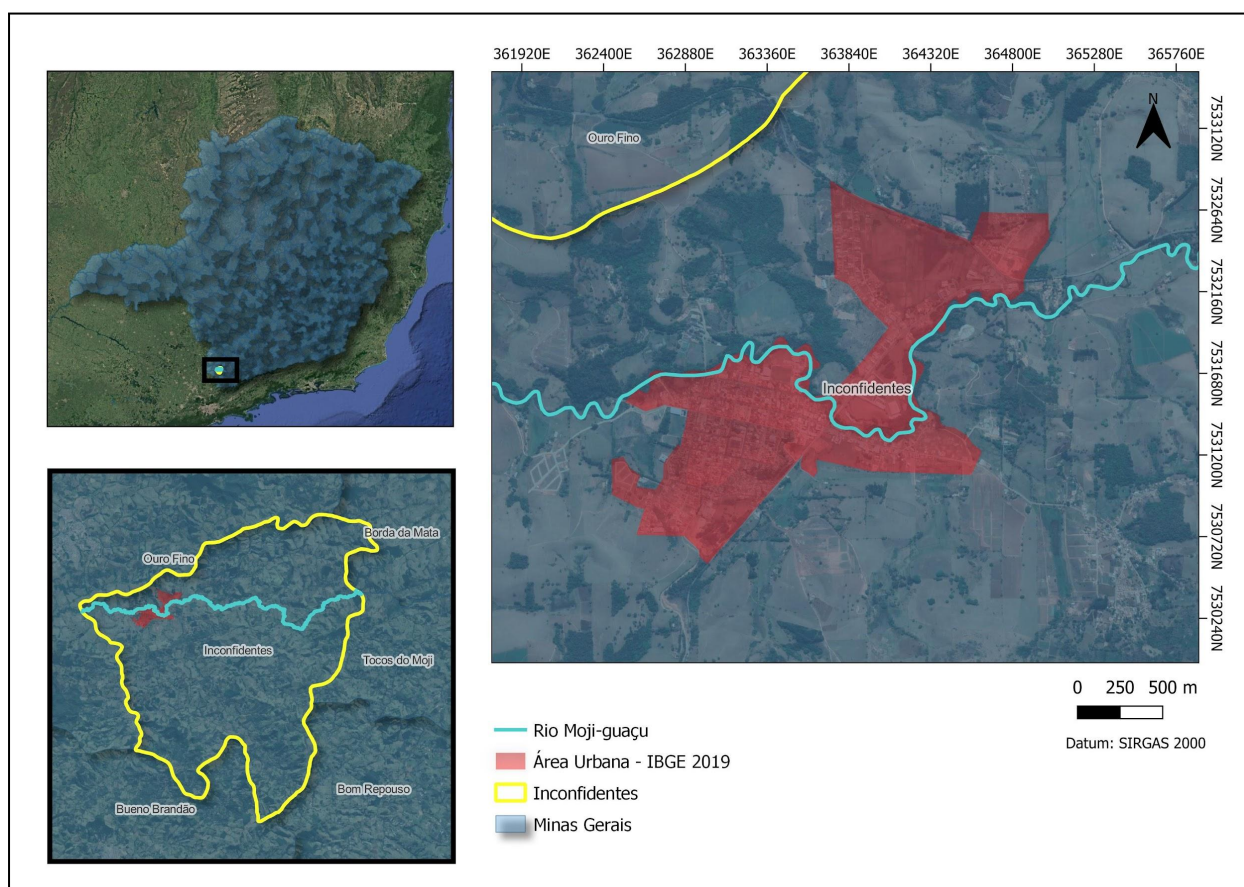 361920E 362400E 362880E 363360E 363840E 364320E 364800E 365280E 365760E
N
Ouro Fino
Inconfidentes
7533120N
7532640N
7532160N
7531680N
7531200N
7530720N
7530240N
Borda da Mata
Ouro Fino
Inconfidentes
Tocos do Moji
Bom Repouso
Bueno Brandão
0 250 500 m
Datum: SIRGAS 2000
Rio Moji-guaçu
Área Urbana - IBGE 2019
Inconfidentes
Minas Gerais